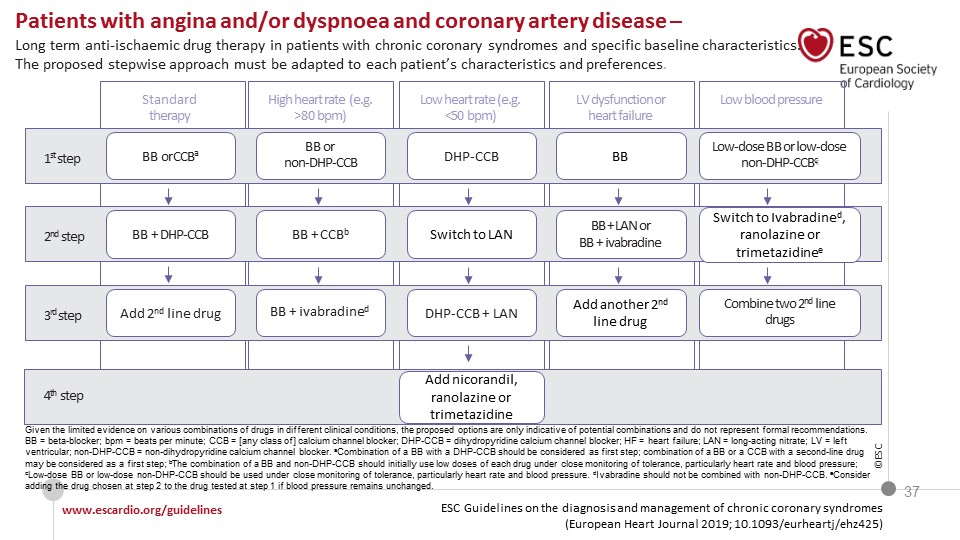 Patients with angina and/or dyspnoea and coronary artery disease –
Long term anti-ischaemic drug therapy in patients with chronic coronary syndromes and specific baseline characteristics.
The proposed stepwise approach must be adapted to each patient's characteristics and preferences.
ESC
European Society
of Cardiology
Standard
therapy
High heart rate (e.g.
>80 bpm)
Low heart rate (e.g.
<50 bpm)
LV dysfunction or
heart failure
Low blood pressure
1st step
BB orCCBa
BB or
non-DHP-CCB
DHP-CCB
BB
Low-dose BB or low-dose
non-DHP-CCBc
2nd step
BB + DHP-CCB
BB + CCBb
Switch to LAN
BB + LAN or
BB + ivabradine
Switch to Ivabradined,
ranolazine or
trimetazidinee
3rd step
Add 2nd line drug
BB + ivabradined
DHP-CCB + LAN
Add another 2nd
line drug
Combine two 2nd line
drugs
4th step
Add nicorandil,
ranolazine or
trimetazidine
Given the limited evidence on various combinations of drugs in different clinical conditions, the proposed options are only indicative of potential combinations and do not represent formal recommendations.
BB = beta-blocker; bpm = beats per minute; CCB = [any class of] calcium channel blocker; DHP-CCB = dihydropyridine calcium channel blocker; HF = heart failure; LAN = long-acting nitrate; LV = left
ventricular; non-DHP-CCB = non-dihydropyridine calcium channel blocker. aCombination of a BB with a DHP-CCB should be considered as first step; combination of a BB or a CCB with a second-line drug
may be considered as a first step; bThe combination of a BB and non-DHP-CCB should initially use low doses of each drug under close monitoring of tolerance, particularly heart rate and blood pressure;
cLow-dose BB or low-dose non-DHP-CCB should be used under close monitoring of tolerance, particularly heart rate and blood pressure. dIvabradine should not be combined with non-DHP-CCB. eConsider
adding the drug chosen at step 2 to the drug tested at step 1 if blood pressure remains unchanged.
©ESC
37
www.escardio.org/guidelines
ESC Guidelines on the diagnosis and management of chronic coronary syndromes
(European Heart Journal 2019; 10.1093/eurheartj/ehz425)